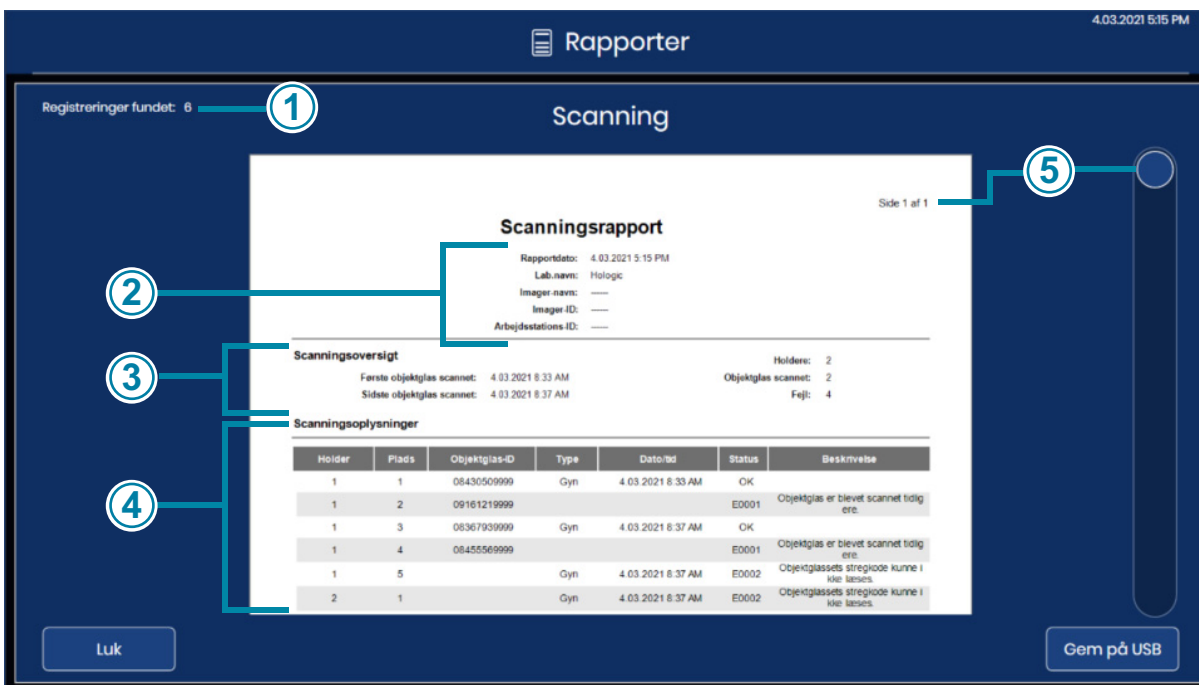 4.03.2021 5:15 PM
Rapporter
Registreringer fundet: 6
1
Scanning
5
Side 1 af 1
Scanningsrapport
2
Rapportdato: 4.03.2021 5:15 PM
Lab.navn: Hologic
Imager-navn: -----
Imager-ID: -----
Arbejdsstations-ID: -----
3
Scanningsoversigt
Holdere: 2
Første objektglas scannet: 4.03.2021 8:33 AM Objektglas scannet: 2
Sidste objektglas scannet: 4.03.2021 8:37 AM Fejl: 4
4
Scanningsoplysninger
Holder Plads Objektglas-ID Type Dato/tid Status Beskrivelse
1 1 08430509999 Gyn 4.03.2021 8:33 AM OK
1 2 09161219999 E0001 Objektglas er blevet scannet tidlig
ere.
1 3 08367939999 Gyn 4.03.2021 8:37 AM OK
1 4 08455569999 E0001 Objektglas er blevet scannet tidlig
ere.
1 5 Gyn 4.03.2021 8:37 AM E0002 Objektglassets stregkode kunne i
kke læses.
2 1 Gyn 4.03.2021 8:37 AM E0002 Objektglassets stregkode kunne i
kke læses.
Luk
Gem på USB